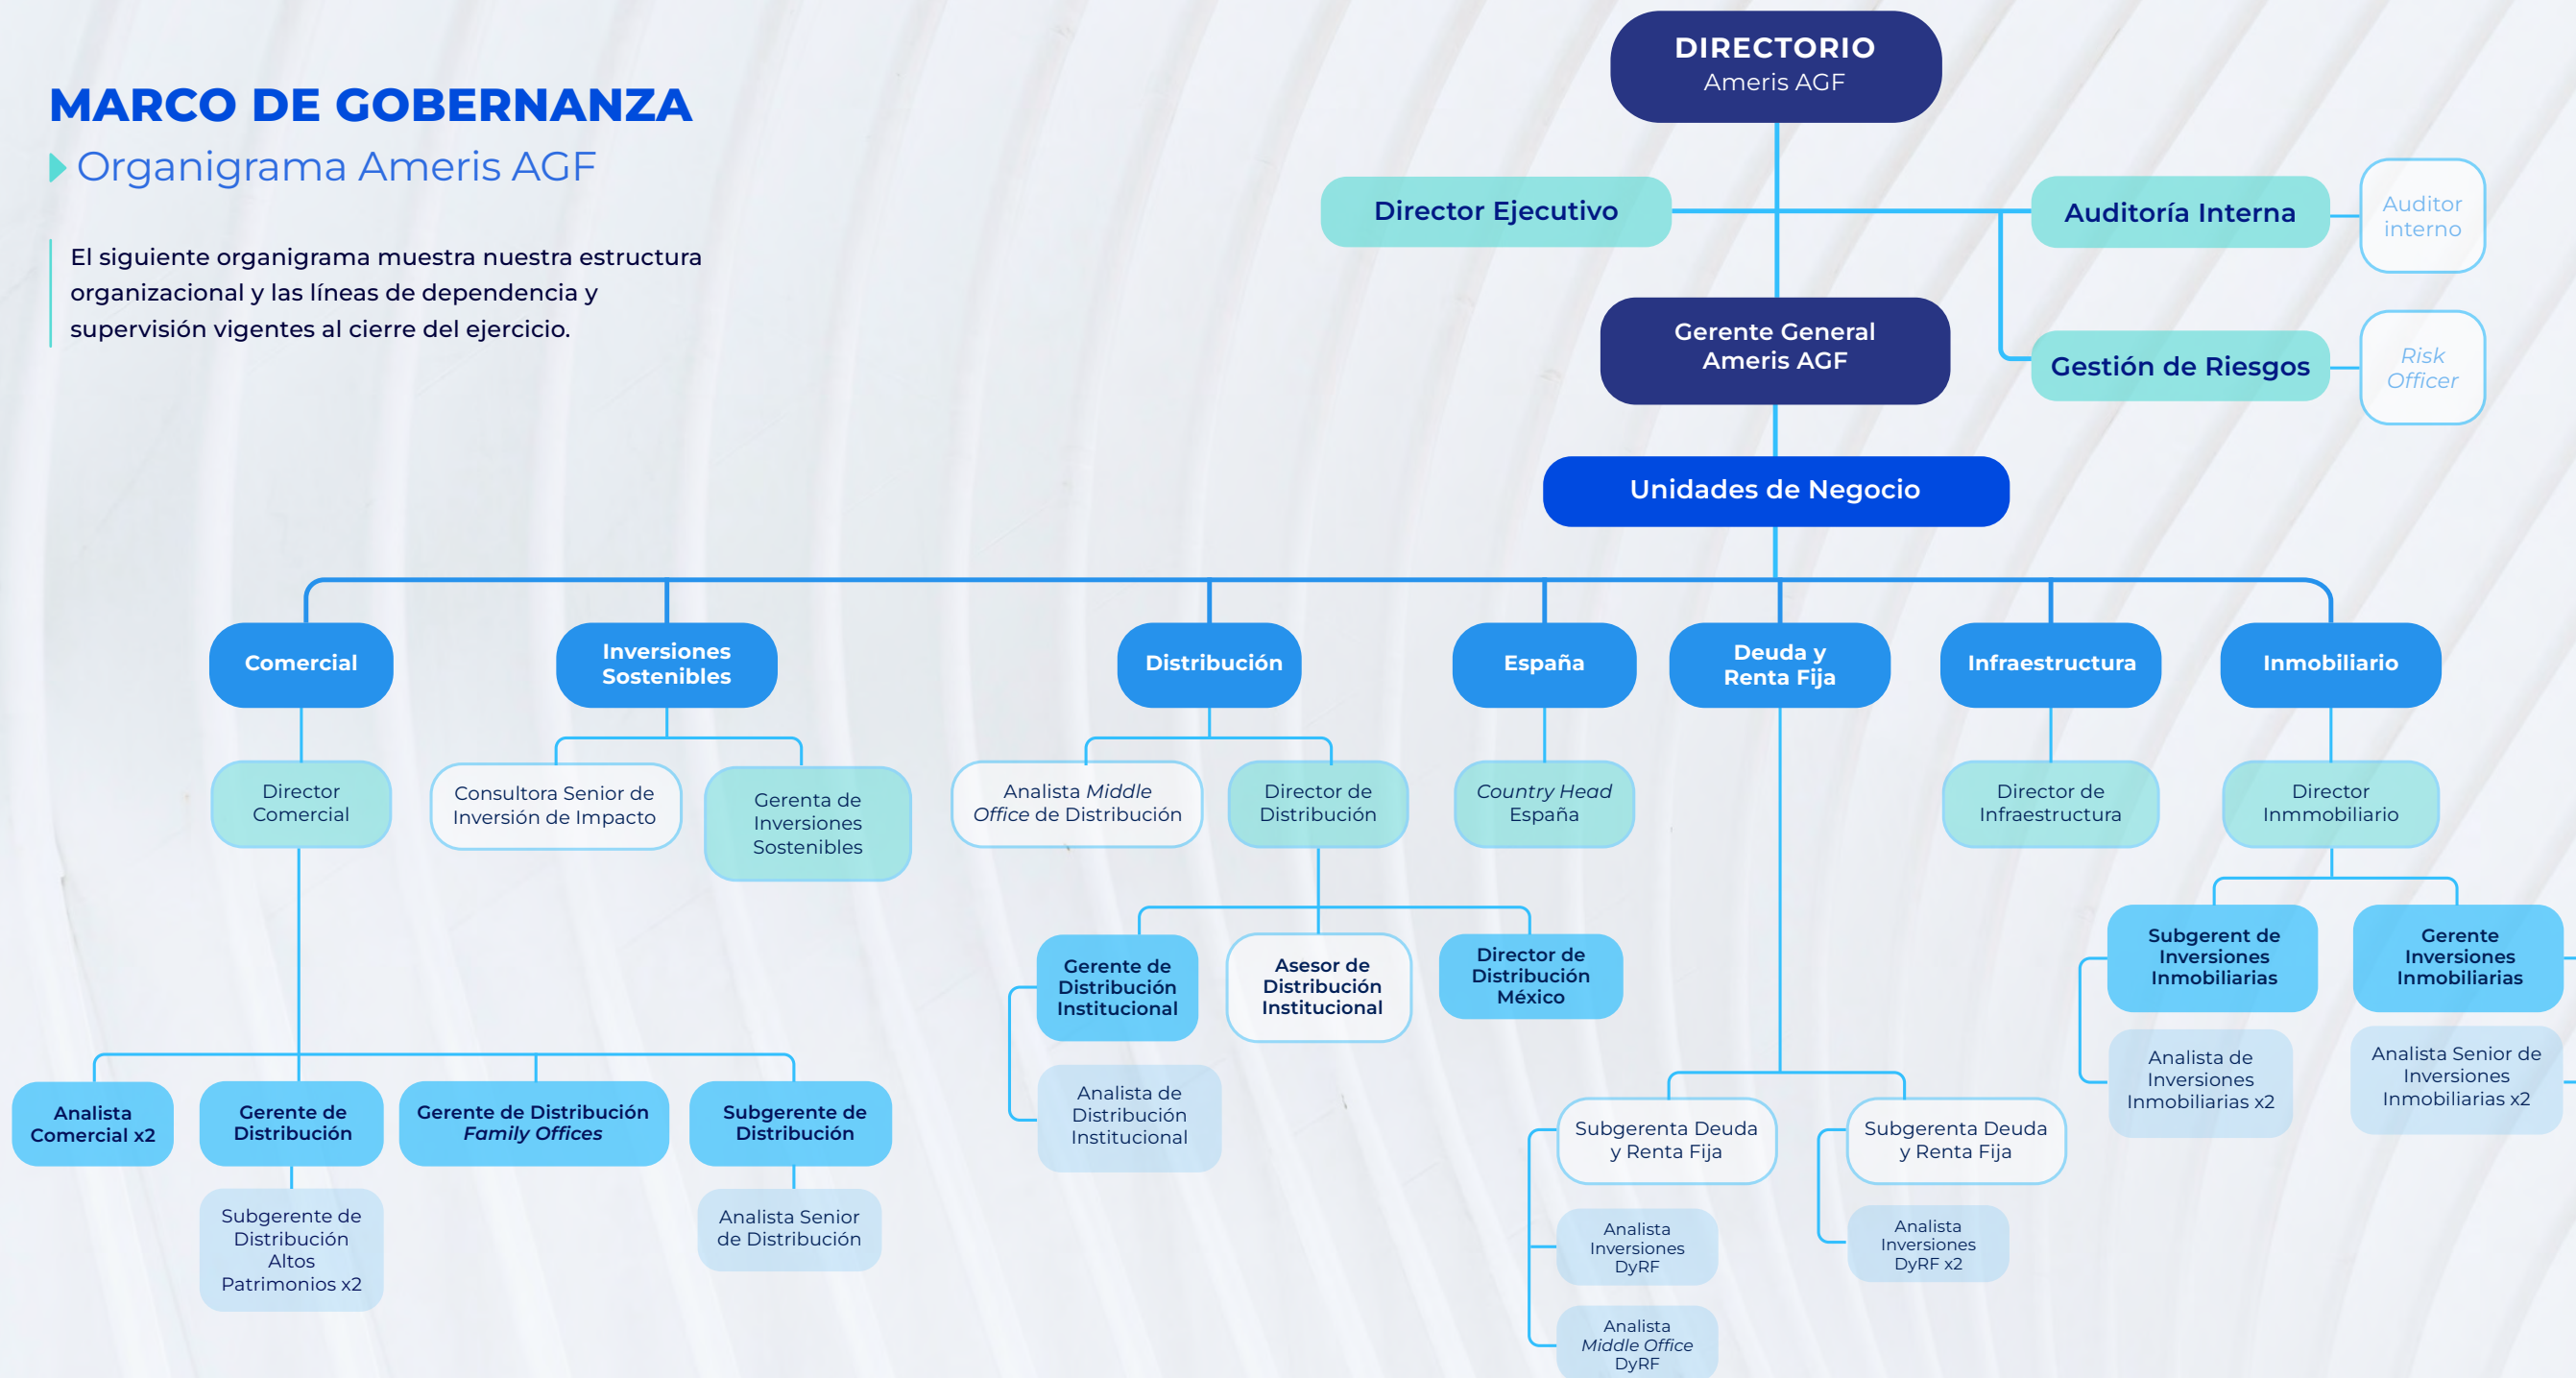 MARCO DE GOBERNANZA
Organigrama Ameris AGF
El siguiente organigrama muestra nuestra estructura
organizacional y las líneas de dependencia y
supervisión vigentes al cierre del ejercicio.
DIRECTORIO
Ameris AGF
Director Ejecutivo
Auditoría Interna
Auditor
interno
Gerente General
Ameris AGF
Gestión de Riesgos
Risk
Officer
Unidades de Negocio
Comercial
Inversiones
Sostenibles
Distribución
España
Deuda y
Renta Fija
Infraestructura
Inmobiliario
Director
Comercial
Consultora Senior de
Inversión de Impacto
Gerenta de
Inversiones
Sostenibles
Analista Middle
Office de Distribución
Director de
Distribución
Country Head
España
Director de
Infraestructura
Director
Inmmobiliario
Gerente de
Distribución
Institucional
Asesor de
Distribución
Institucional
Director de
Distribución
México
Subgerent de
Inversiones
Inmobiliarias
Gerente
Inversiones
Inmobiliarias
Analista de
Distribución
Institucional
Analista de
Inversiones
Inmobiliarias x2
Analista Senior de
Inversiones
Inmobiliarias x2
Analista
Comercial x2
Gerente de
Distribución
Gerente de Distribución
Family Offices
Subgerente de
Distribución
Subgerenta Deuda
y Renta Fija
Subgerenta Deuda
y Renta Fija
Subgerente de
Distribución
Altos
Patrimonios x2
Analista Senior
de Distribución
Analista
Inversiones
DyRF
Analista
Inversiones
DyRF x2
Analista
Middle Office
DyRF